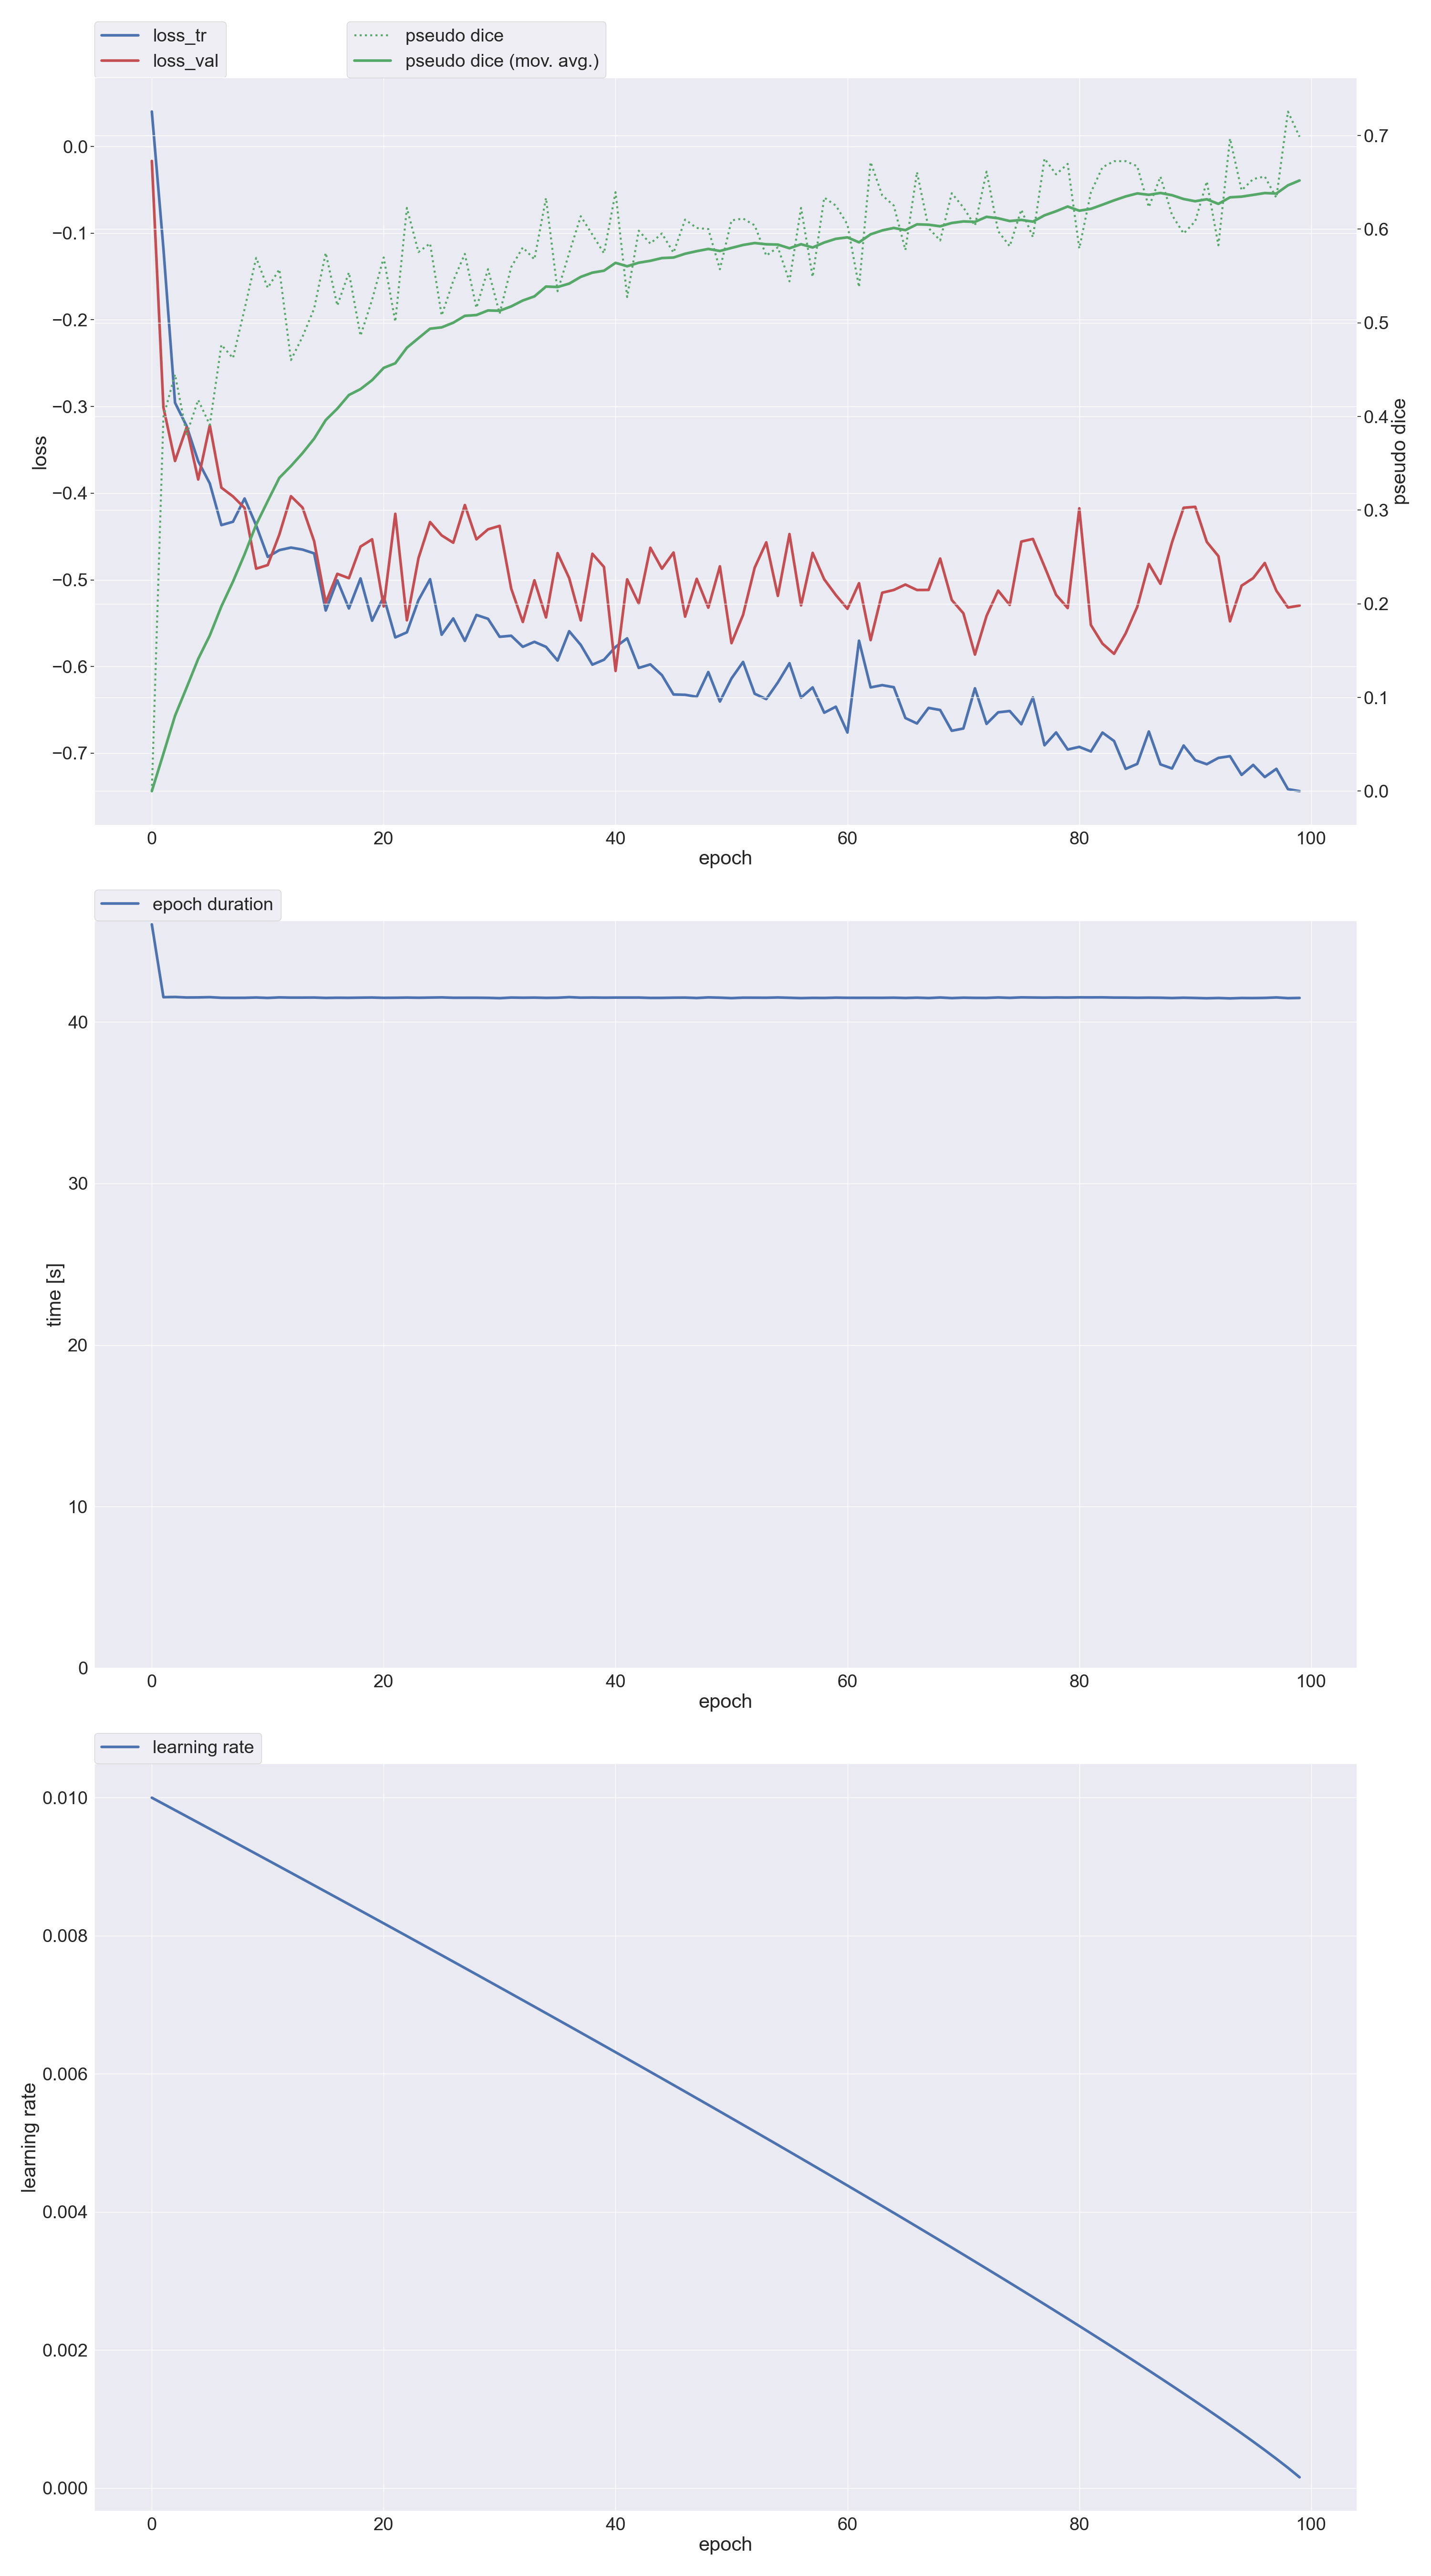 loss_tr
loss_val
pseudo dice
pseudo dice (mov. avg.)
0.0
−0.1
−0.2
−0.3
−0.4
−0.5
−0.6
−0.7
loss
0.7
0.6
0.5
0.4
0.3
0.2
0.1
0.0
pseudo dice
0 20 40 60 80 100
epoch
epoch duration
40
30
20
10
0
time [s]
0 20 40 60 80 100
epoch
learning rate
0.010
0.008
0.006
0.004
0.002
0.000
learning rate
0 20 40 60 80 100
epoch